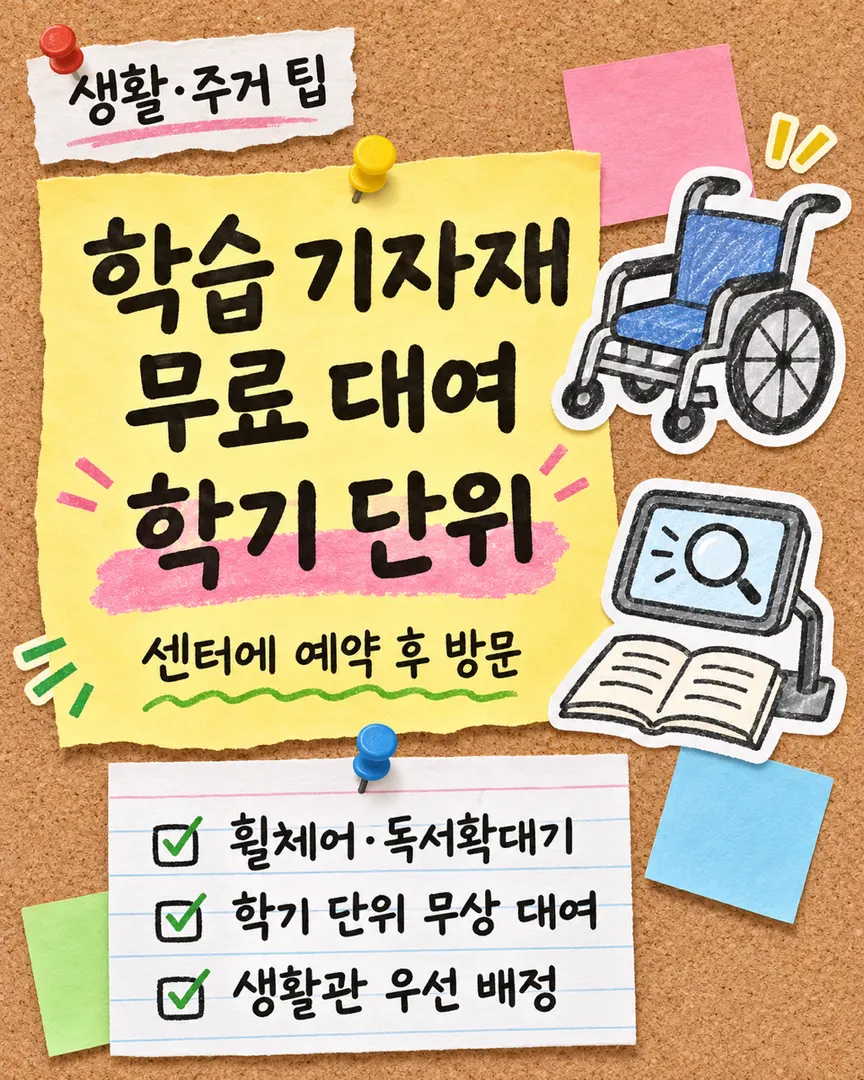 생활·주거 팁
학습 기자재
무료 대여
학기 단위
센터에 예약 후 방문
휠체어·독서확대기
학기 단위 무상 대여
생활관 우선 배정